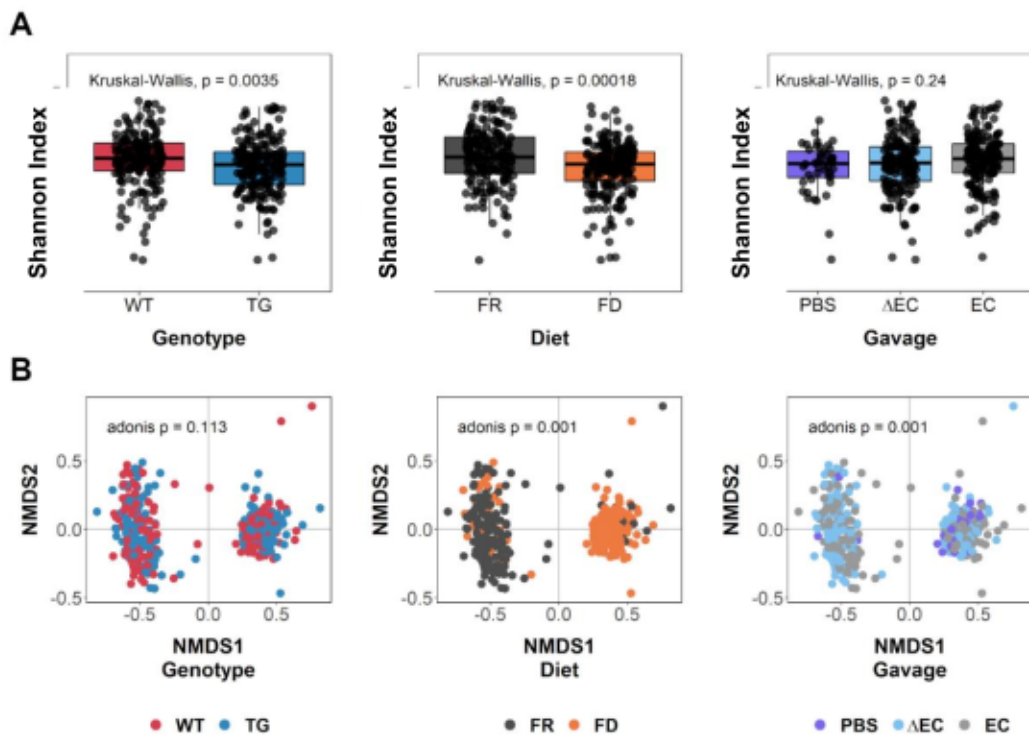 A
Kruskal-Wallis, p = 0.0035
Shannon Index
WT TG
Genotype
Kruskal-Wallis, p = 0.00018
Shannon Index
FR FD
Diet
Kruskal-Wallis, p = 0.24
Shannon Index
PBS ΔEC EC
Gavage
B
adonis p = 0.113
NMDS2
0.5
0.0
-0.5
-0.5 0.0 0.5
NMDS1
Genotype
WT TG
adonis p = 0.001
NMDS2
0.5
0.0
-0.5
-0.5 0.0 0.5
NMDS1
Diet
FR FD
adonis p = 0.001
NMDS2
0.5
0.0
-0.5
-0.5 0.0 0.5
NMDS1
Gavage
PBS ΔEC EC